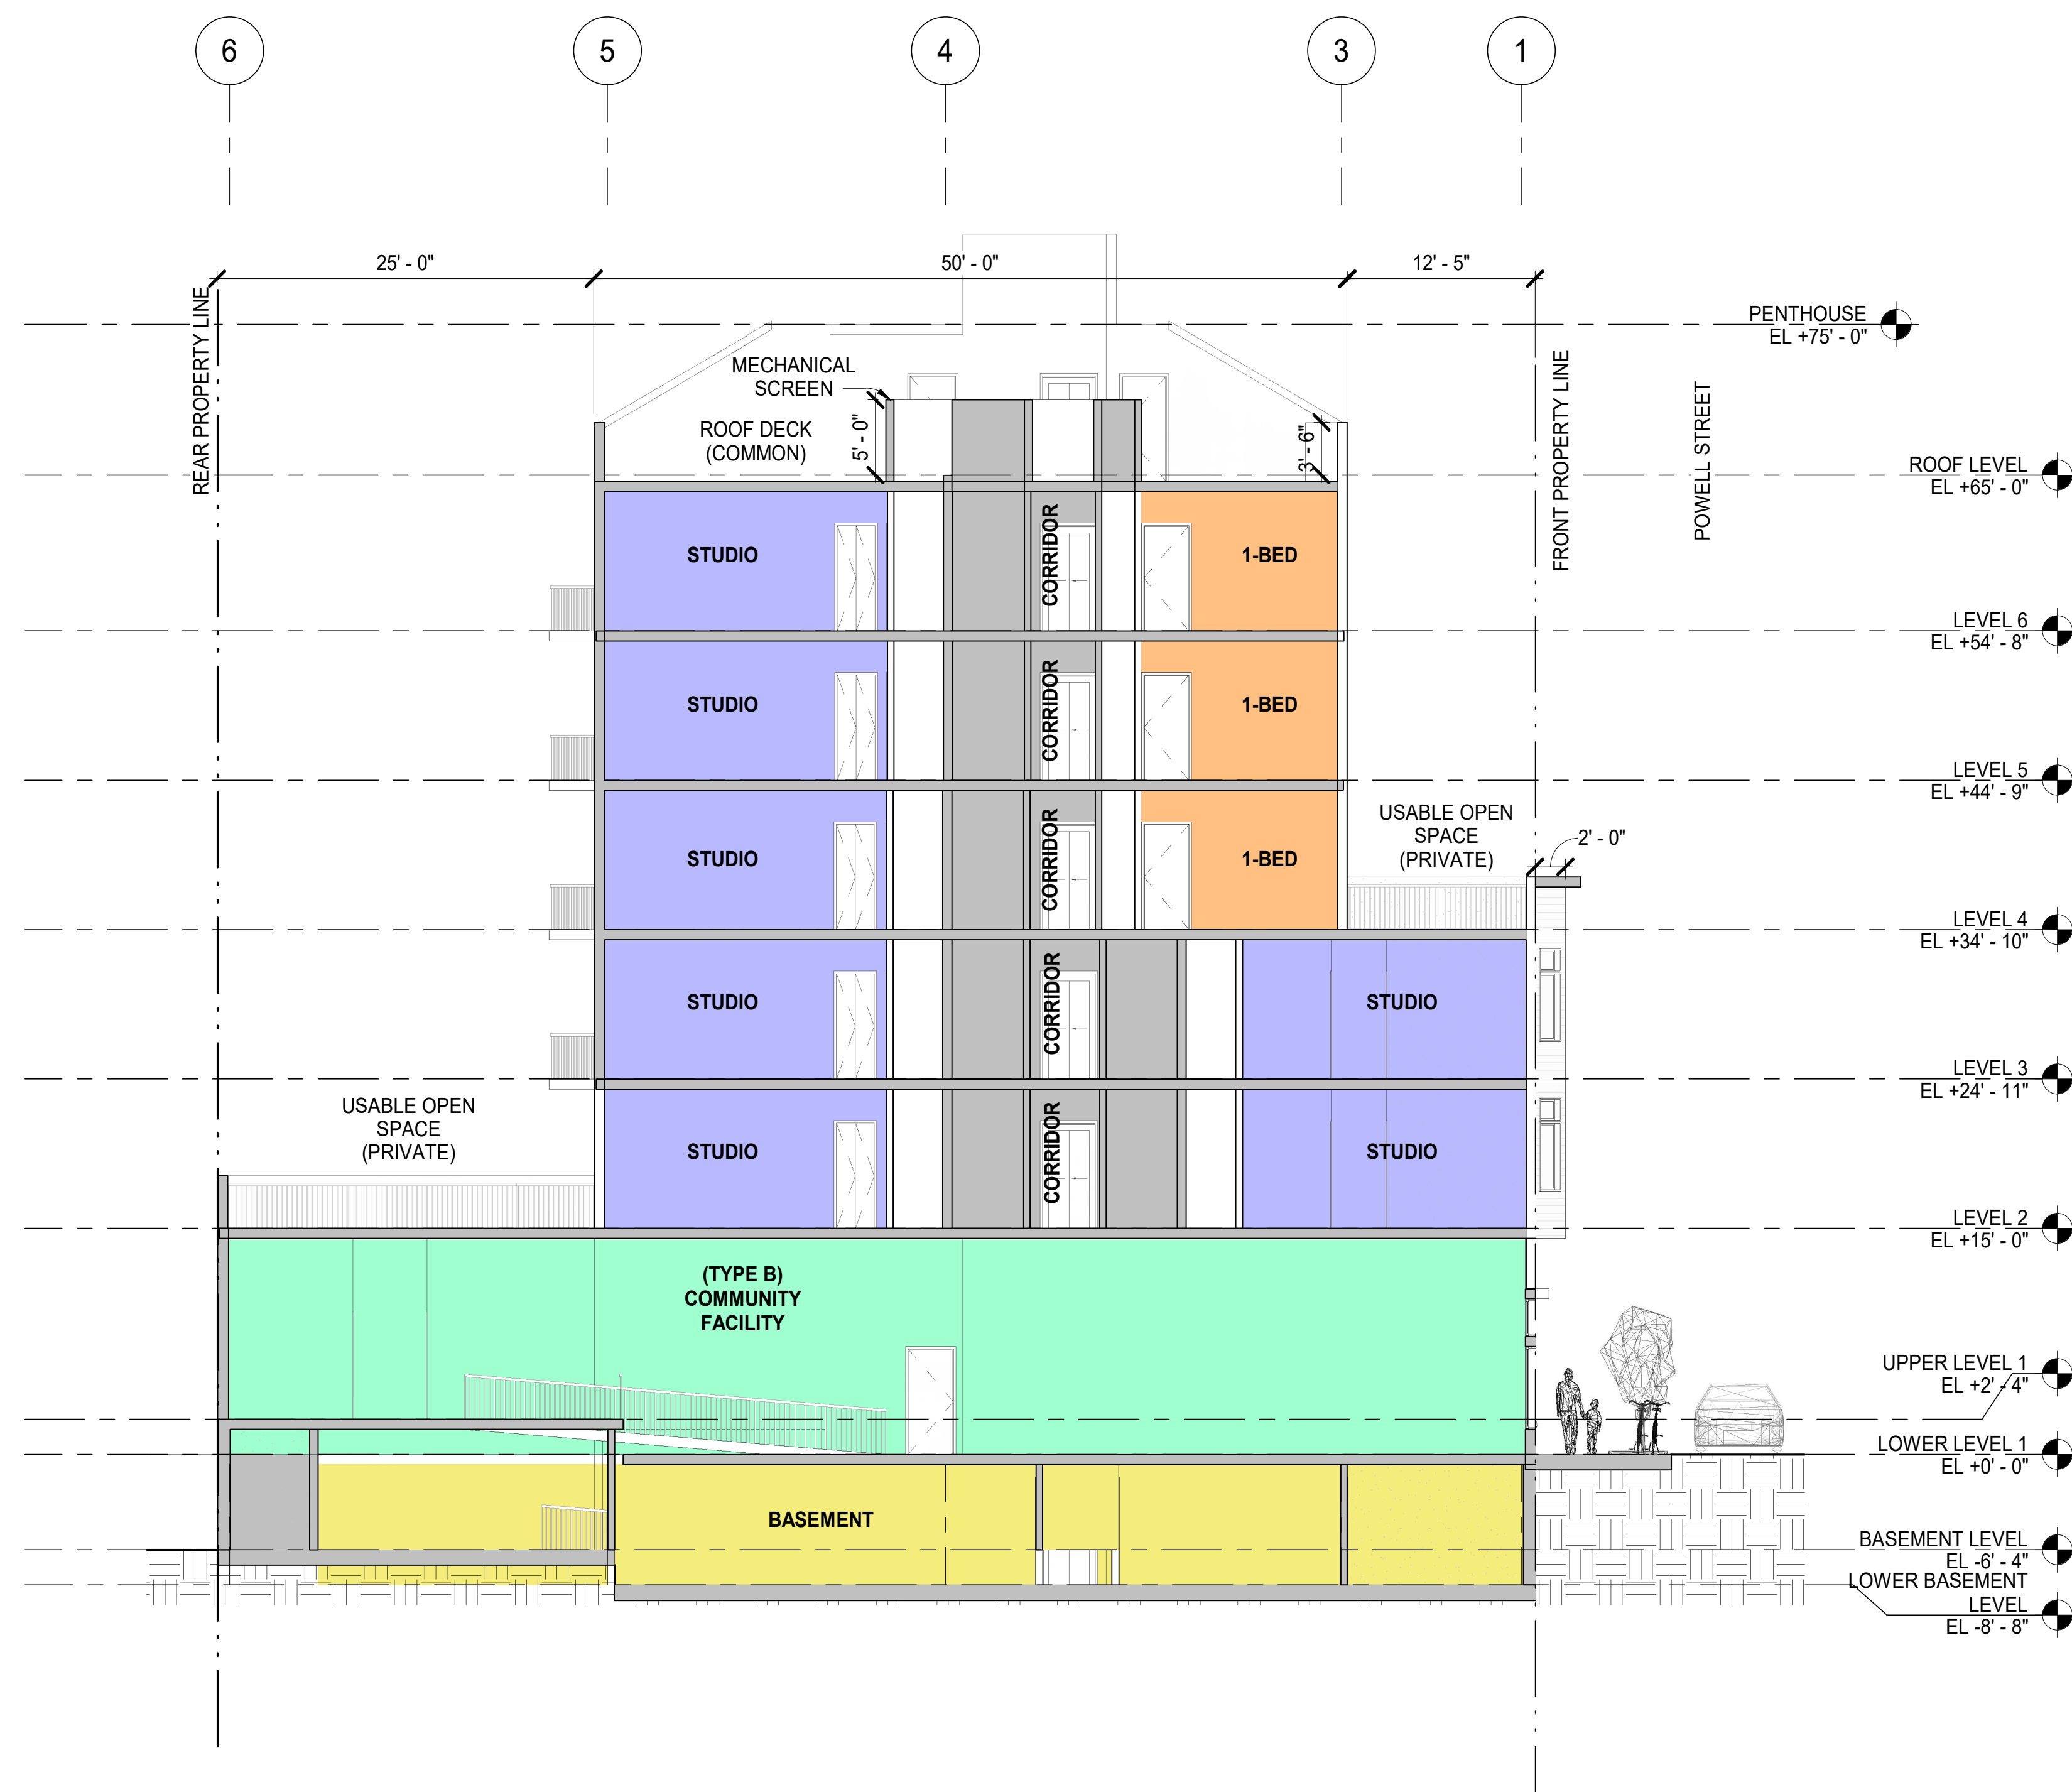 6
5
4
3
1
25' - 0"
50' - 0"
12' - 5"
REAR PROPERTY LINE
FRONT PROPERTY LINE
POWELL STREET
PENTHOUSE
EL +75' - 0"
MECHANICAL
SCREEN
ROOF DECK
(COMMON)
5' - 0"
3' - 6"
ROOF LEVEL
EL +65' - 0"
STUDIO
CORRIDOR
1-BED
LEVEL 6
EL +54' - 8"
STUDIO
CORRIDOR
1-BED
LEVEL 5
EL +44' - 9"
USABLE OPEN
SPACE
(PRIVATE)
2' - 0"
STUDIO
CORRIDOR
1-BED
LEVEL 4
EL +34' - 10"
STUDIO
CORRIDOR
STUDIO
LEVEL 3
EL +24' - 11"
USABLE OPEN
SPACE
(PRIVATE)
STUDIO
CORRIDOR
STUDIO
LEVEL 2
EL +15' - 0"
(TYPE B)
COMMUNITY
FACILITY
UPPER LEVEL 1
EL +2' - 4"
LOWER LEVEL 1
EL +0' - 0"
BASEMENT
BASEMENT LEVEL
EL -6' - 4"
LOWER BASEMENT
LEVEL
EL -8' - 8"